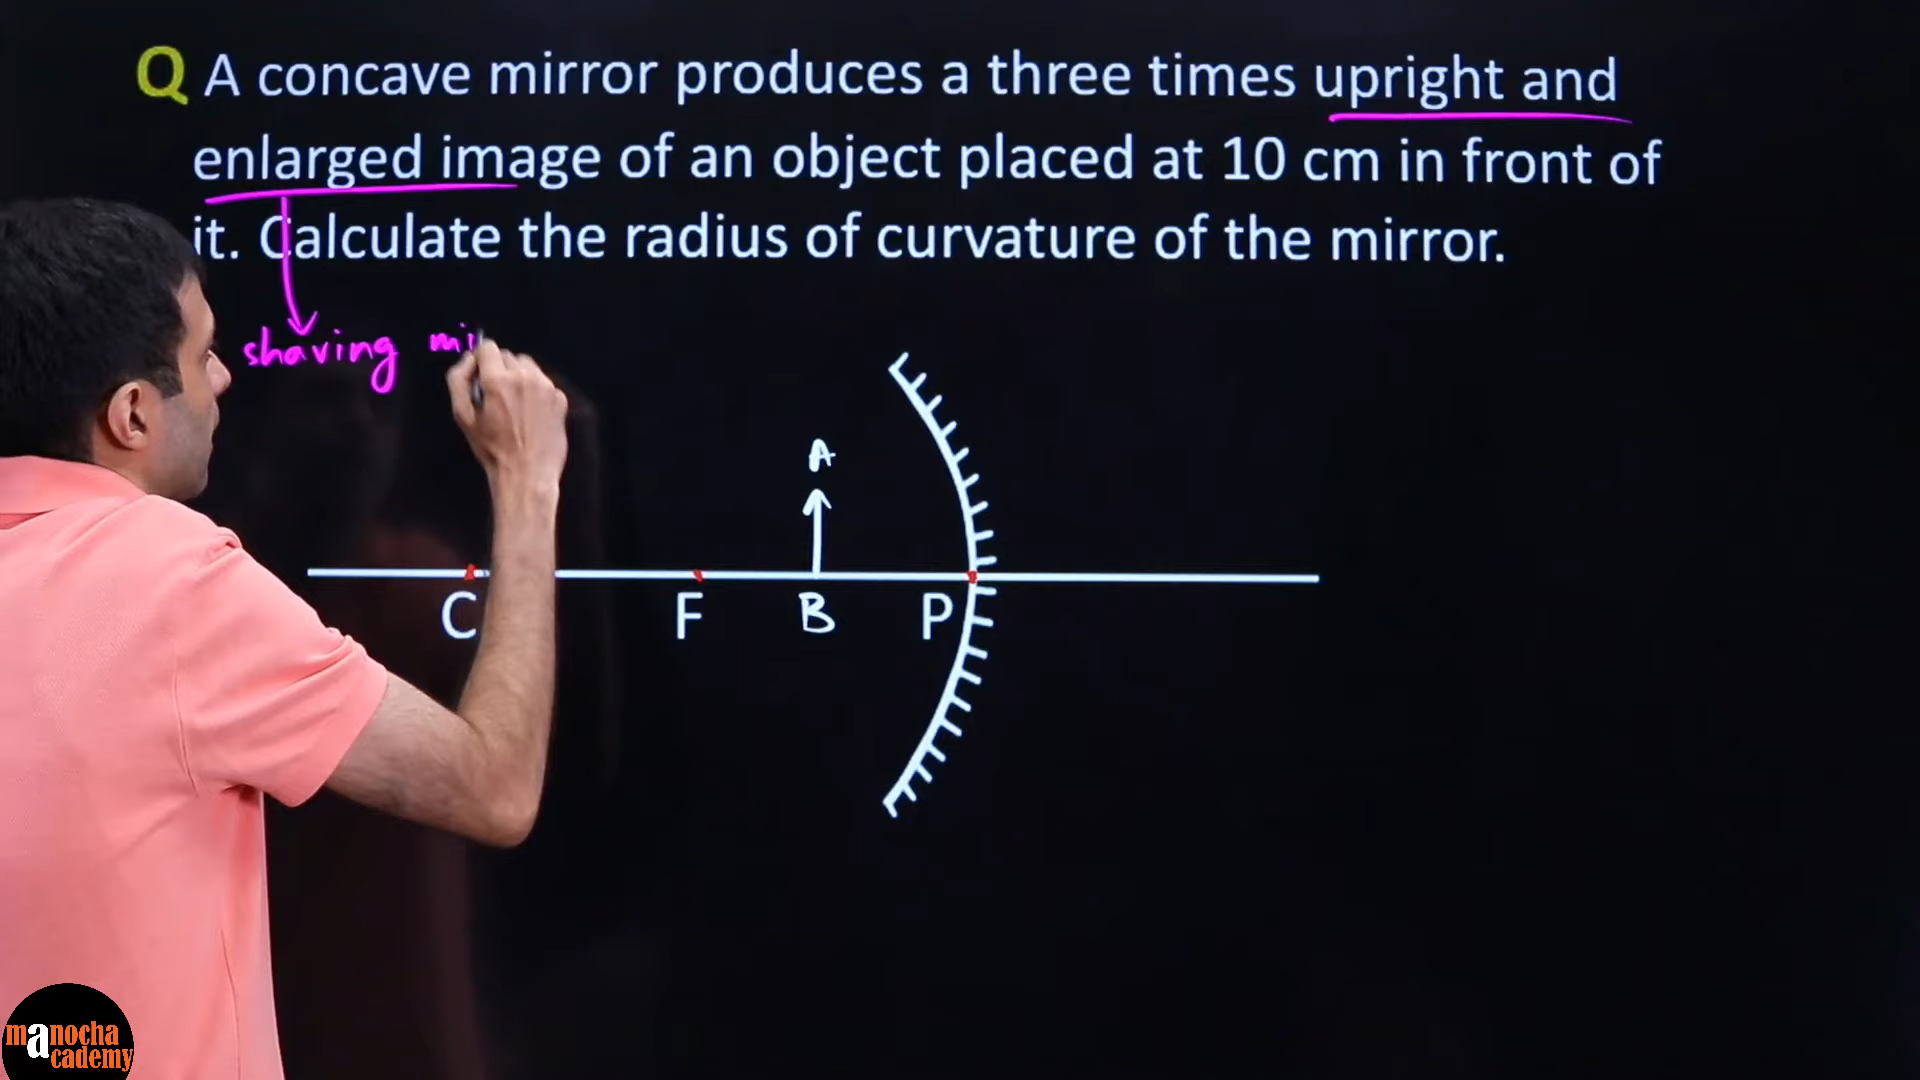 Q A concave mirror produces a three times upright and
enlarged image of an object placed at 10 cm in front of
it. Calculate the radius of curvature of the mirror.
shaving
A
C F B P
manocha
academy